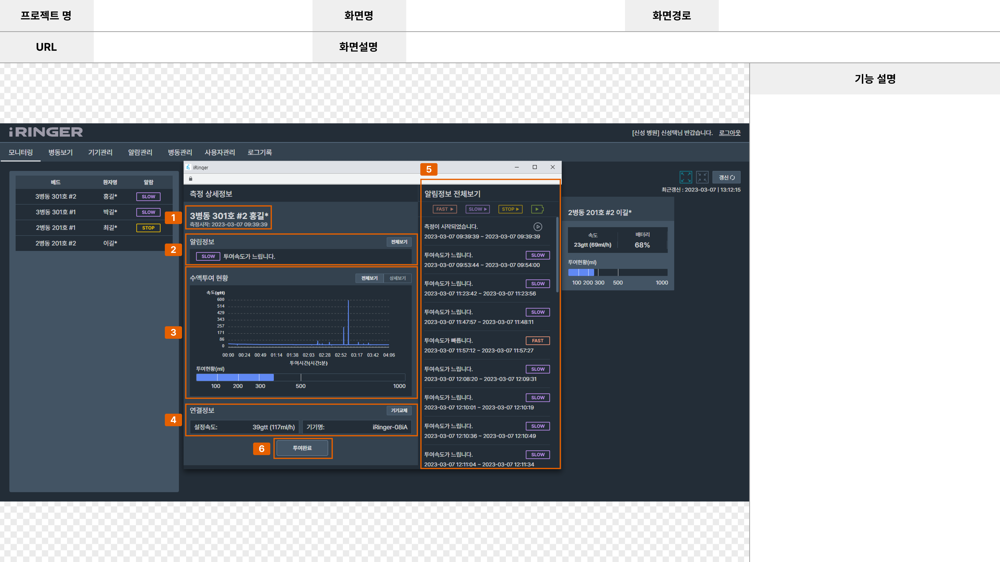 프로젝트 명
화면명
화면경로
URL
화면설명
기능 설명
iRINGER
[신성 병원] 신성택님 반갑습니다. 로그아웃
모니터링 병동보기 기기관리 알람관리 병동관리 사용자관리 로그기록
베드 환자명 알람
3병동 301호 #2 홍길* SLOW
3병동 301호 #1 박길* SLOW
2병동 201호 #1 최길* STOP
2병동 201호 #2 이길*
iRinger
측정 상세정보
1
3병동 301호 #2 홍길*
측정시작: 2023-03-07 09:39:39
2
알림정보 전체보기
SLOW 투여속도가 느립니다.
3
수액투여 현황 전체보기 상세보기
속도(gtt)
600
514
429
343
257
171
86
0
00:00 00:24 00:49 01:14 01:38 02:03 02:28 02:52 03:17 03:42 04:06
투여시간(시간:분)
투여현황(ml)
100 200 300 500 1000
4
연결정보 기기교체
설정속도: 39gtt (117ml/h) 기기명: iRinger-08iA
6
투여완료
5
알림정보 전체보기
FAST SLOW STOP
측정이 시작되었습니다.
2023-03-07 09:39:39 ~ 2023-03-07 09:39:39
투여속도가 느립니다. SLOW
2023-03-07 09:53:44 ~ 2023-03-07 09:54:00
투여속도가 느립니다. SLOW
2023-03-07 11:23:42 ~ 2023-03-07 11:23:56
투여속도가 느립니다. SLOW
2023-03-07 11:47:57 ~ 2023-03-07 11:48:11
투여속도가 빠릅니다. FAST
2023-03-07 11:57:12 ~ 2023-03-07 11:57:27
투여속도가 느립니다. SLOW
2023-03-07 12:08:20 ~ 2023-03-07 12:09:31
투여속도가 느립니다. SLOW
2023-03-07 12:10:01 ~ 2023-03-07 12:10:19
투여속도가 느립니다. SLOW
2023-03-07 12:10:36 ~ 2023-03-07 12:10:49
투여속도가 느립니다. SLOW
2023-03-07 12:11:04 ~ 2023-03-07 12:11:34
갱신
최근갱신 : 2023-03-07 | 13:12:15
2병동 201호 #2 이길*
속도 배터리
23gtt (69ml/h) 68%
투여현황(ml)
100 200 300 500 1000